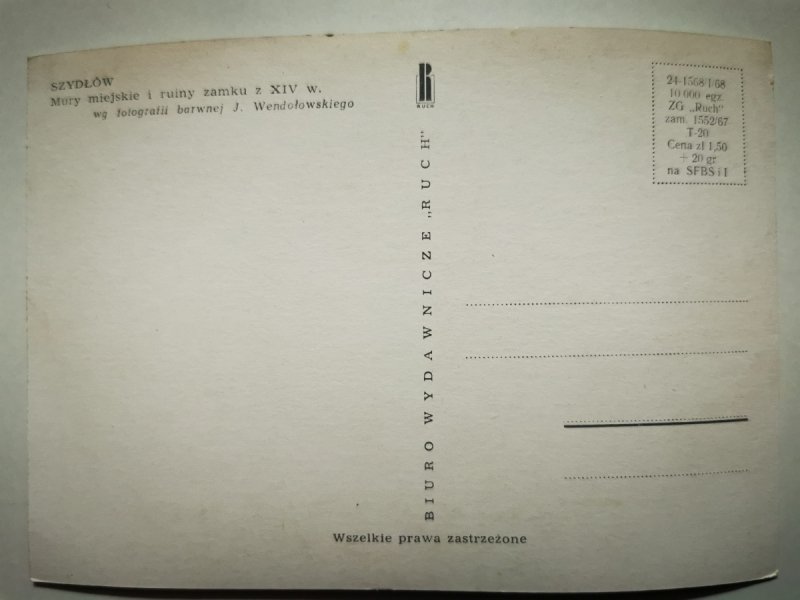 SZYDŁÓW
Mury miejskie i ruiny zamku z XIV w.
wg fotografii barwnej J. Wendołowskiego
R
RUCH
BIURO WYDAWNICZE „RUCH”
24-1568/1/68
10 000 egz.
ZG „Ruch”
zam. 1552/67
T-20
Cena zł 1,50
+ 20 gr
na SFBS i I
Wszelkie prawa zastrzeżone